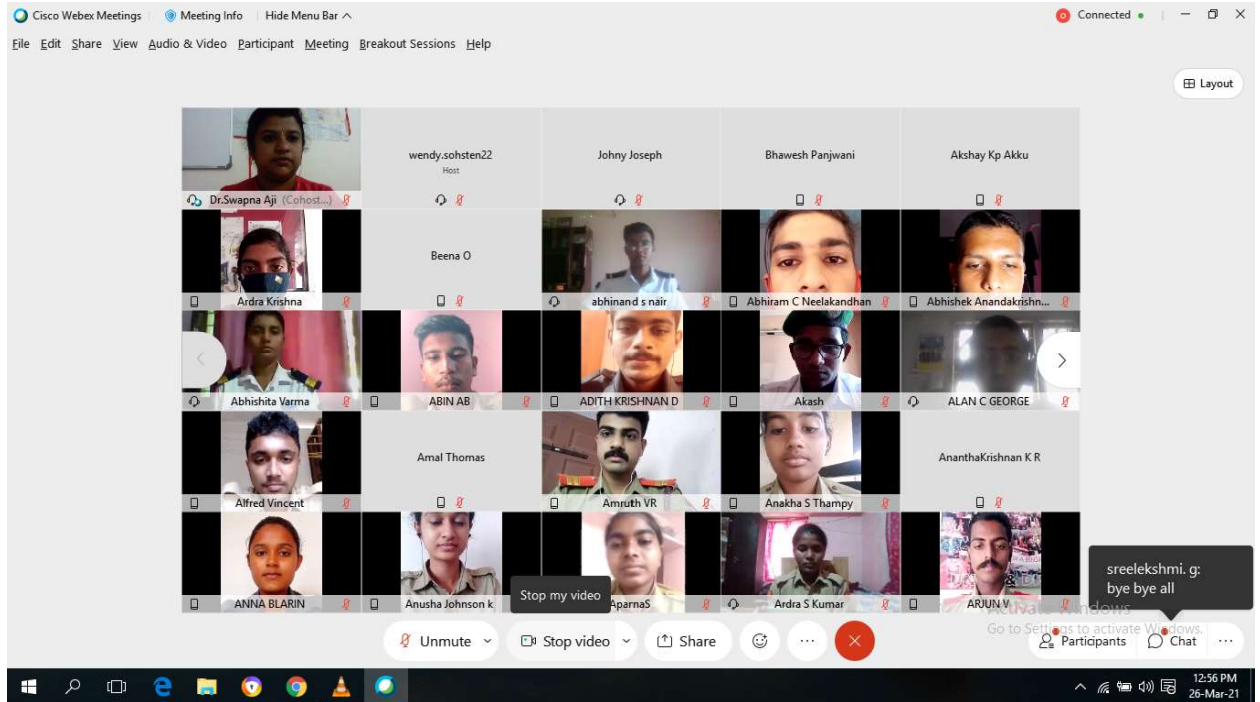 Cisco Webex Meetings
Meeting Info
Hide Menu Bar
Connected
File Edit Share View Audio & Video Participant Meeting Breakout Sessions Help
Layout
Dr.Swapna Aji (Cohost...)
wendy.sohsten22
Host
Johny Joseph
Bhawesh Panjwani
Akshay Kp Akku
Ardra Krishna
Beena O
abhinand s nair
Abhiram C Neelakandhan
Abhishek Anandakrishn...
Abhishita Varma
ABIN AB
ADITH KRISHNAN D
Akash
ALAN C GEORGE
Alfred Vincent
Amal Thomas
Amruth VR
Anakha S Thampy
AnanthaKrishnan K R
ANNA BLARIN
Anusha Johnson k
AparnaS
Ardra S Kumar
ARJUN V
Stop my video
sreelekshmi. g:
bye bye all
Activate Windows
Go to Settings to activate Windows.
Unmute
Stop video
Share
Participants
Chat
12:56 PM
26-Mar-21